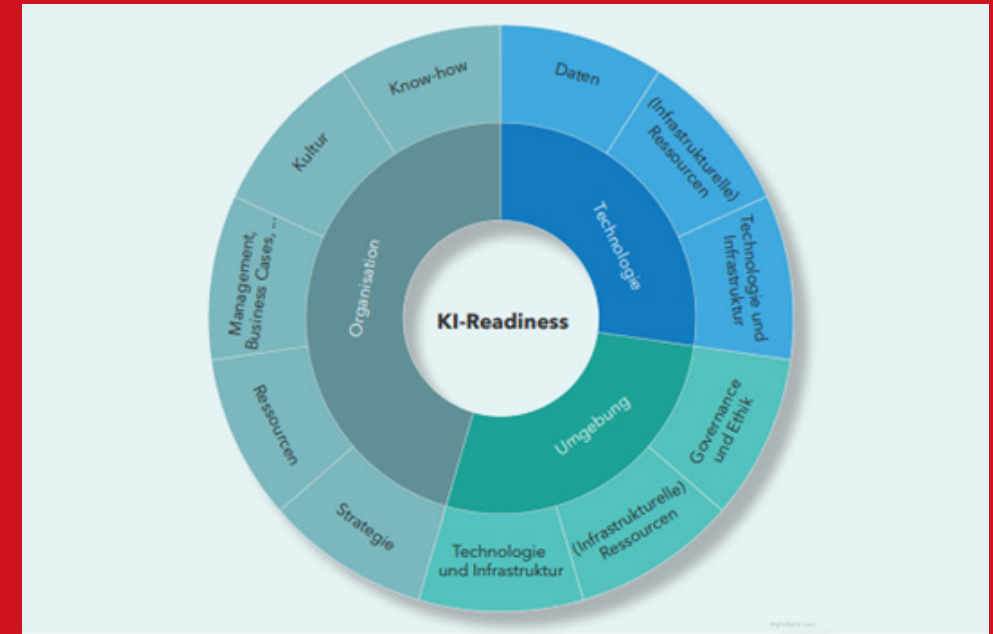 KI-Readiness
Technologie
Daten
(Infrastrukturelle)
Ressourcen
Technologie und
Infrastruktur
Umgebung
Governance
und Ethik
(Infrastrukturelle)
Ressourcen
Technologie
und Infrastruktur
Organisation
Strategie
Ressourcen
Management,
Business Cases, ...
Kultur
Know-how